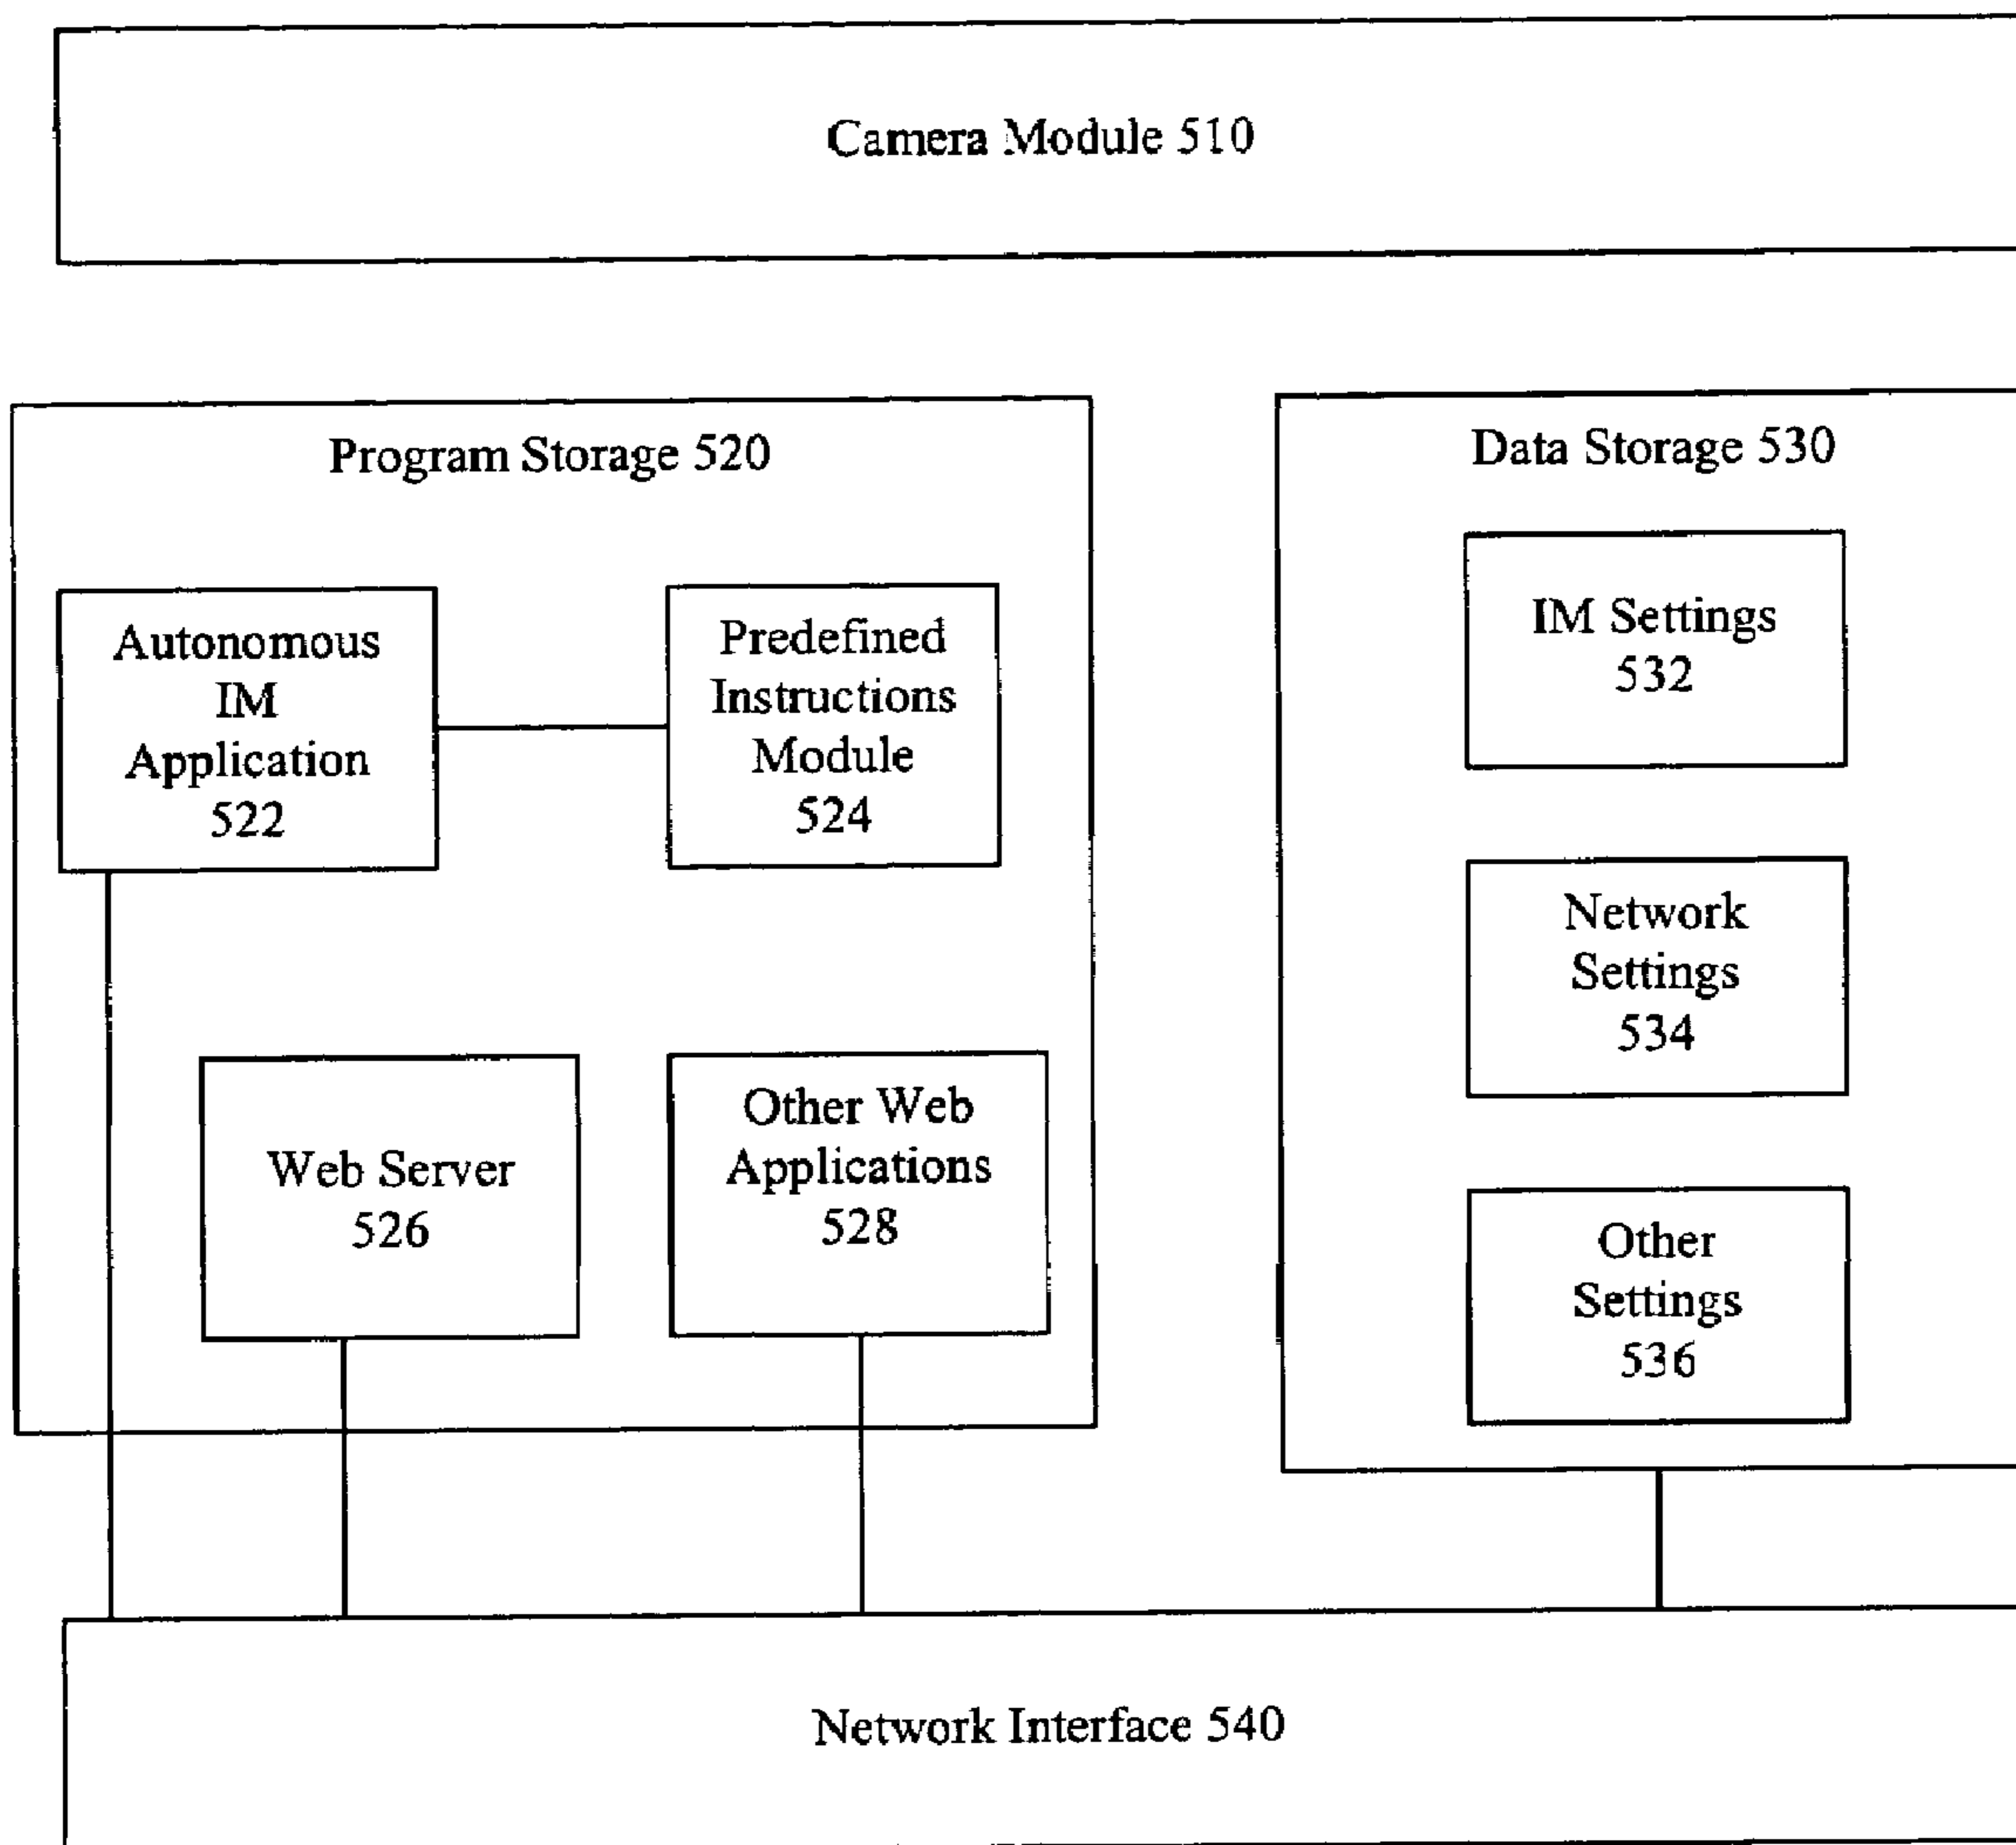 Camera Module 510
Program Storage 520
Autonomous
IM
Application
522
Predefined
Instructions
Module
524
Web Server
526
Other Web
Applications
528
Data Storage 530
IM Settings
532
Network
Settings
534
Other
Settings
536
Network Interface 540